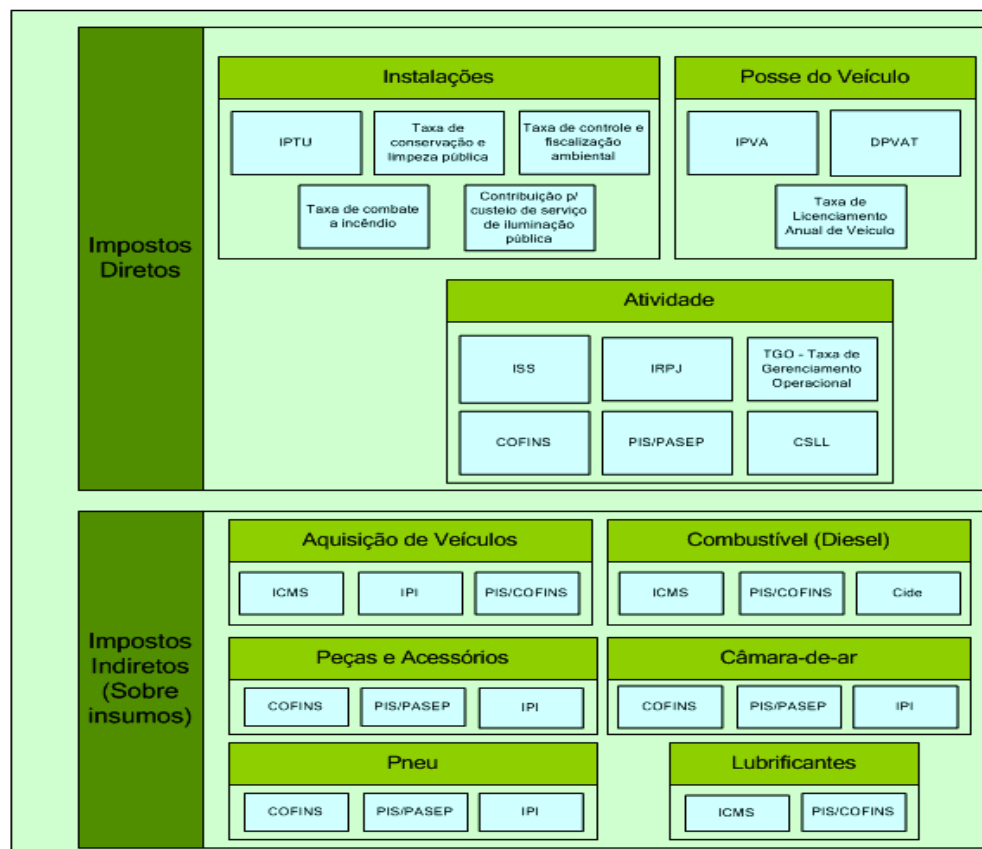 Impostos
Diretos
Instalações
IPTU
Taxa de
conservação e
limpeza pública
Taxa de controle e
fiscalização
ambiental
Taxa de combate
a incêndio
Contribuição p/
custeio de serviço
de iluminação
pública
Posse do Veículo
IPVA
DPVAT
Taxa de
Licenciamento
Anual de Veículo
Atividade
ISS
IRPJ
TGO - Taxa de
Gerenciamento
Operacional
COFINS
PIS/PASEP
CSLL
Impostos
Indiretos
(Sobre
insumos)
Aquisição de Veículos
ICMS
IPI
PIS/COFINS
Combustível (Diesel)
ICMS
PIS/COFINS
Cide
Peças e Acessórios
COFINS
PIS/PASEP
IPI
Câmara-de-ar
COFINS
PIS/PASEP
IPI
Pneu
COFINS
PIS/PASEP
IPI
Lubrificantes
ICMS
PIS/COFINS